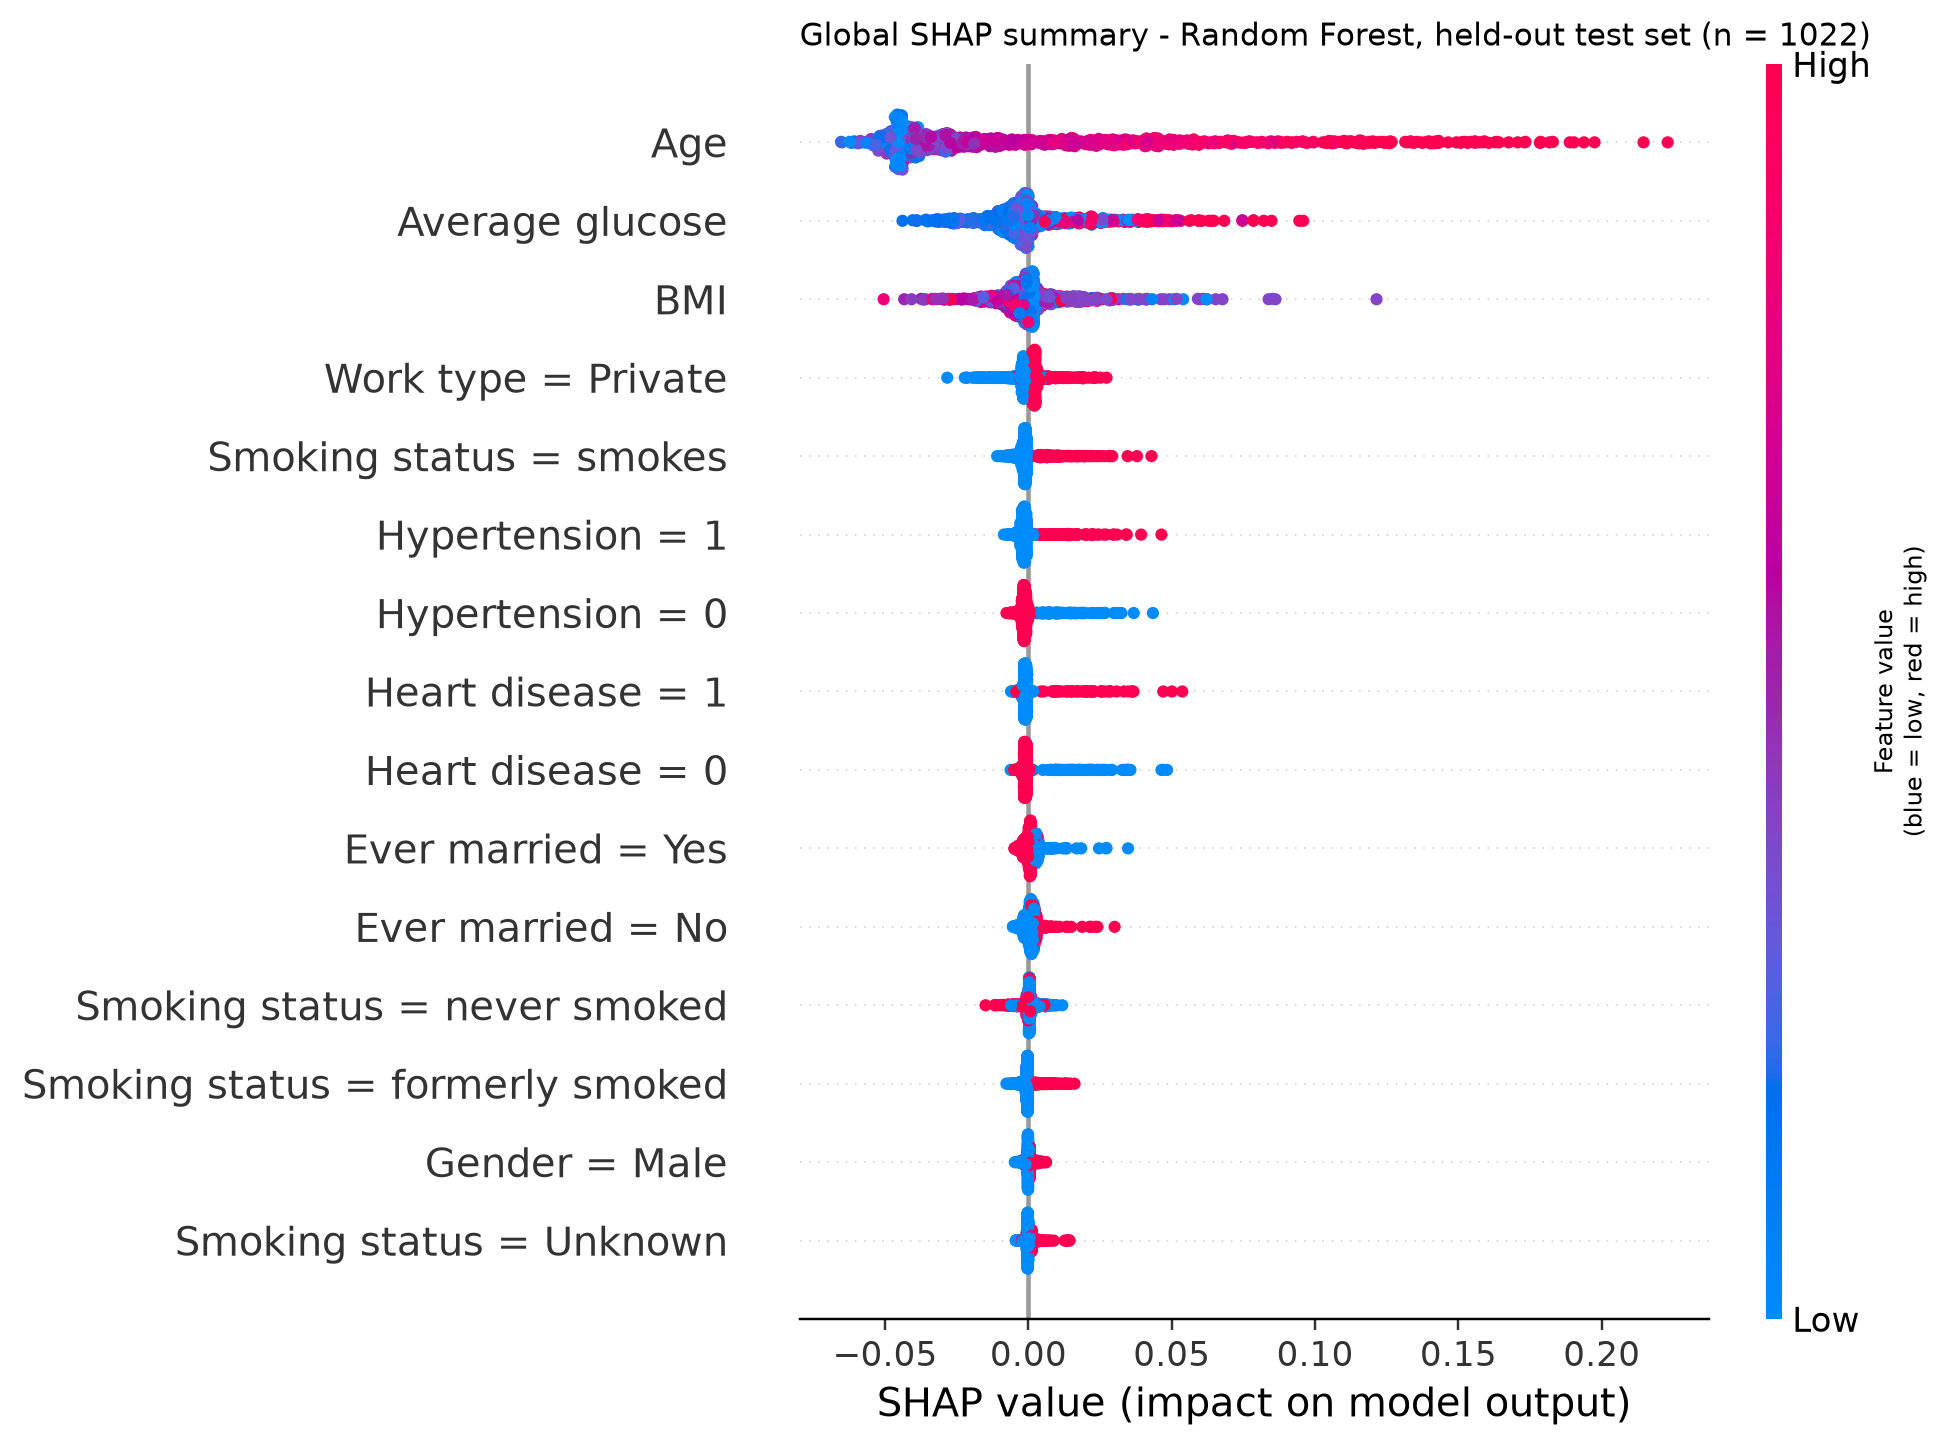 Global SHAP summary - Random Forest, held-out test set (n = 1022)
High
Age
Average glucose
BMI
Work type = Private
Smoking status = smokes
Hypertension = 1
Hypertension = 0
Heart disease = 1
Heart disease = 0
Ever married = Yes
Ever married = No
Smoking status = never smoked
Smoking status = formerly smoked
Gender = Male
Smoking status = Unknown
Feature value
(blue = low, red = high)
Low
−0.05 0.00 0.05 0.10 0.15 0.20
SHAP value (impact on model output)